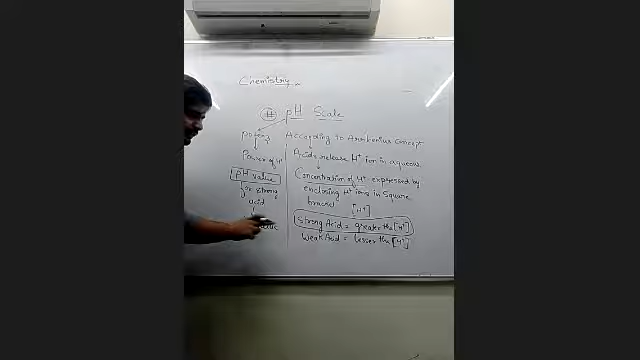 Chemistry
(H) pH Scale
Potenz
Power of H⁺
pH value
for strong
acid
According to Arrhenius concept
Acids release H⁺ ion in aqueous
Concentration of H⁺ expressed by
enclosing H⁺ ions in Square
bracket [H⁺]
Strong Acid = greater the [H⁺]
Weak Acid = lesser the [H⁺]